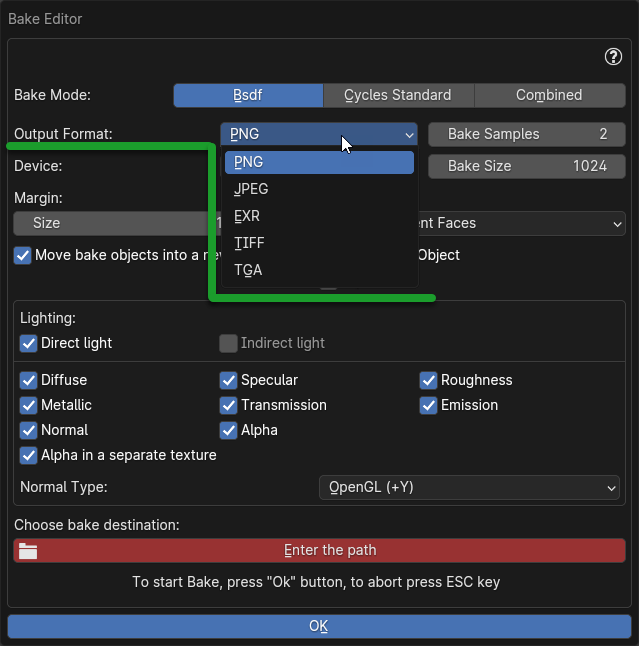 Bake Editor
?
Bake Mode: Bsdf Cycles Standard Combined
Output Format: PNG Bake Samples 2
PNG
Device: Bake Size 1024
JPEG
Margin:
EXR
Size 1 nt Faces
TIFF
Move bake objects into a ne Object
TGA
Lighting:
Direct light Indirect light
Diffuse Specular Roughness
Metallic Transmission Emission
Normal Alpha
Alpha in a separate texture
Normal Type: OpenGL (+Y)
Choose bake destination:
Enter the path
To start Bake, press "Ok" button, to abort press ESC key
OK